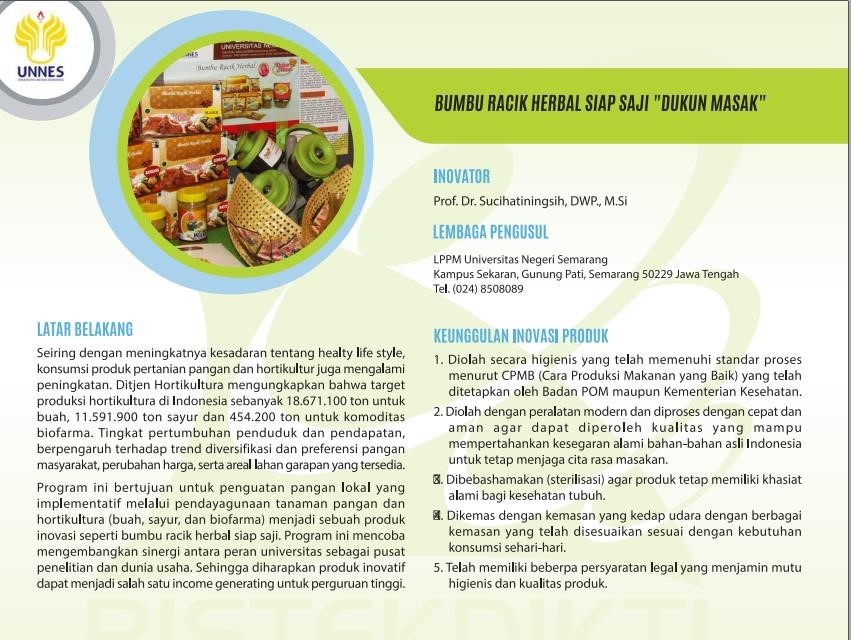 UNNES
UNIVERSITAS NEGERI SEMARANG
Bumbu Racik Herbal
Bumbu Racik Herbal
BUMBU RACIK HERBAL SIAP SAJI "DUKUN MASAK"
INOVATOR
Prof. Dr. Sucihatiningsih, DWP., M.Si
LEMBAGA PENGUSUL
LPPM Universitas Negeri Semarang
Kampus Sekaran, Gunung Pati, Semarang 50229 Jawa Tengah
Tel. (024) 8508089
LATAR BELAKANG
Seiring dengan meningkatnya kesadaran tentang healty life style,
konsumsi produk pertanian pangan dan hortikultur juga mengalami
peningkatan. Ditjen Hortikultura mengungkapkan bahwa target
produksi hortikultura di Indonesia sebanyak 18.671.100 ton untuk
buah, 11.591.900 ton sayur dan 454.200 ton untuk komoditas
biofarma. Tingkat pertumbuhan penduduk dan pendapatan,
berpengaruh terhadap trend diversifikasi dan preferensi pangan
masyarakat, perubahan harga, serta areal lahan garapan yang tersedia.
Program ini bertujuan untuk penguatan pangan lokal yang
implementatif melalui pendayagunaan tanaman pangan dan
hortikultura (buah, sayur, dan biofarma) menjadi sebuah produk
inovasi seperti bumbu racik herbal siap saji. Program ini mencoba
mengembangkan sinergi antara peran universitas sebagai pusat
penelitian dan dunia usaha. Sehingga diharapkan produk inovatif
dapat menjadi salah satu income generating untuk perguruan tinggi.
KEUNGGULAN INOVASI PRODUK
1. Diolah secara higienis yang telah memenuhi standar proses
menurut CPMB (Cara Produksi Makanan yang Baik) yang telah
ditetapkan oleh Badan POM maupun Kementerian Kesehatan.
2. Diolah dengan peralatan modern dan diproses dengan cepat dan
aman agar dapat diperoleh kualitas yang mampu
mempertahankan kesegaran alami bahan-bahan asli Indonesia
untuk tetap menjaga cita rasa masakan.
3. Dibebashamakan (sterilisasi) agar produk tetap memiliki khasiat
alami bagi kesehatan tubuh.
4. Dikemas dengan kemasan yang kedap udara dengan berbagai
kemasan yang telah disesuaikan sesuai dengan kebutuhan
konsumsi sehari-hari.
5. Telah memiliki beberpa persyaratan legal yang menjamin mutu
higienis dan kualitas produk.
RISTEKDIKTI